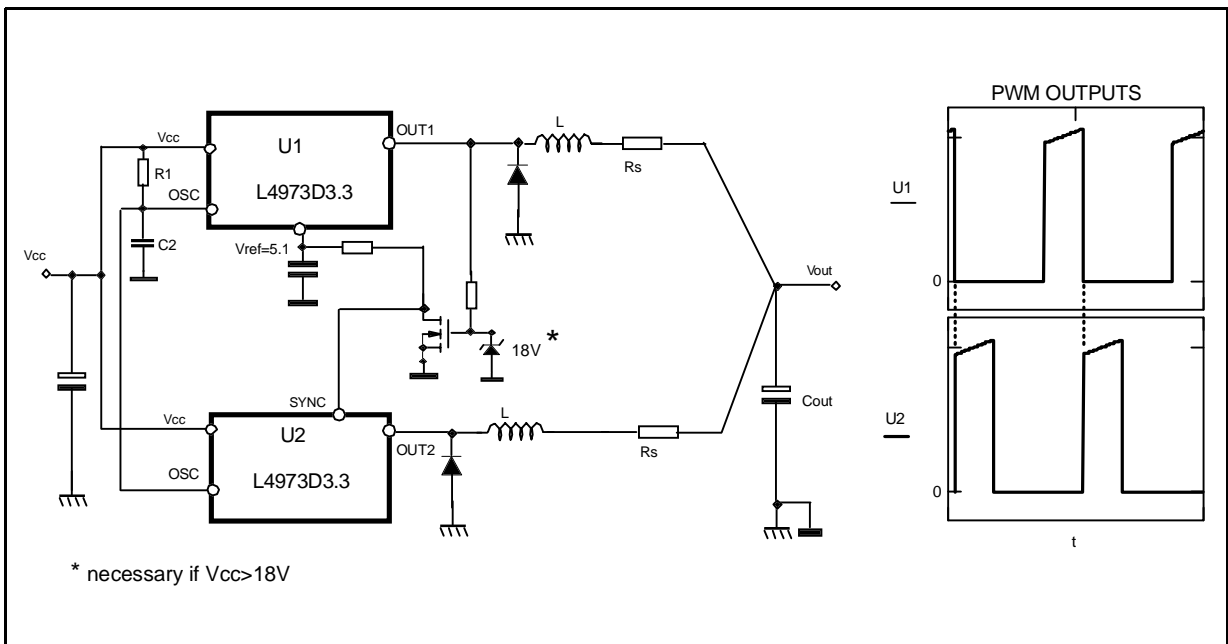 PWM OUTPUTS
Vcc
U1
OUT1
L
R1
L4973D3.3
Rs
OSC
U1
C2
Vref=5.1
Vcc
Vout
0
18V *
SYNC
Vcc
U2
OUT2
L
Cout
U2
OSC
L4973D3.3
Rs
0
t
* necessary if Vcc>18V